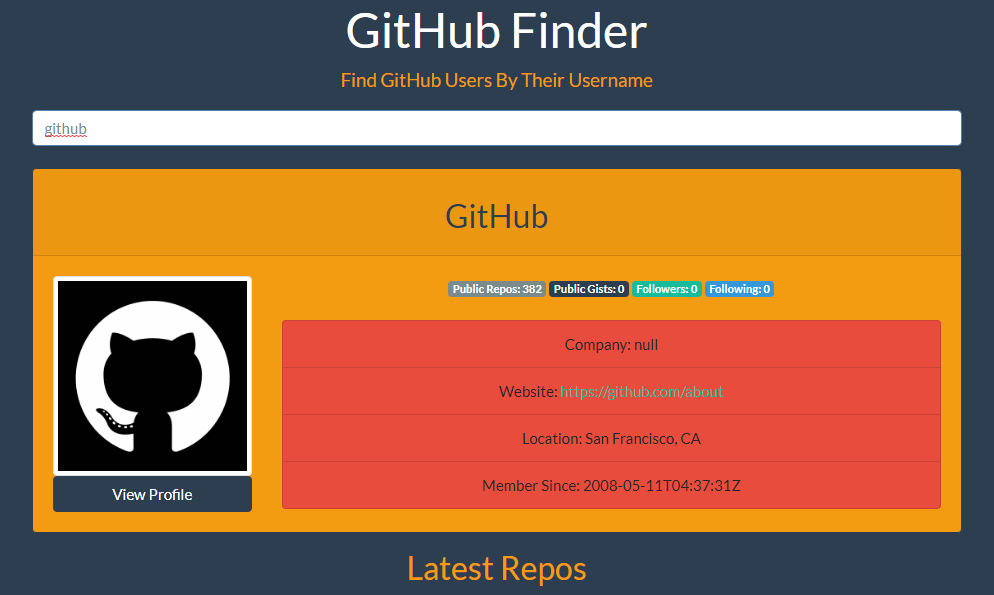 GitHub Finder
Find GitHub Users By Their Username
github
GitHub
Public Repos: 382 Public Gists: 0 Followers: 0 Following: 0
Company: null
Website: https://github.com/about
Location: San Francisco, CA
Member Since: 2008-05-11T04:37:31Z
View Profile
Latest Repos